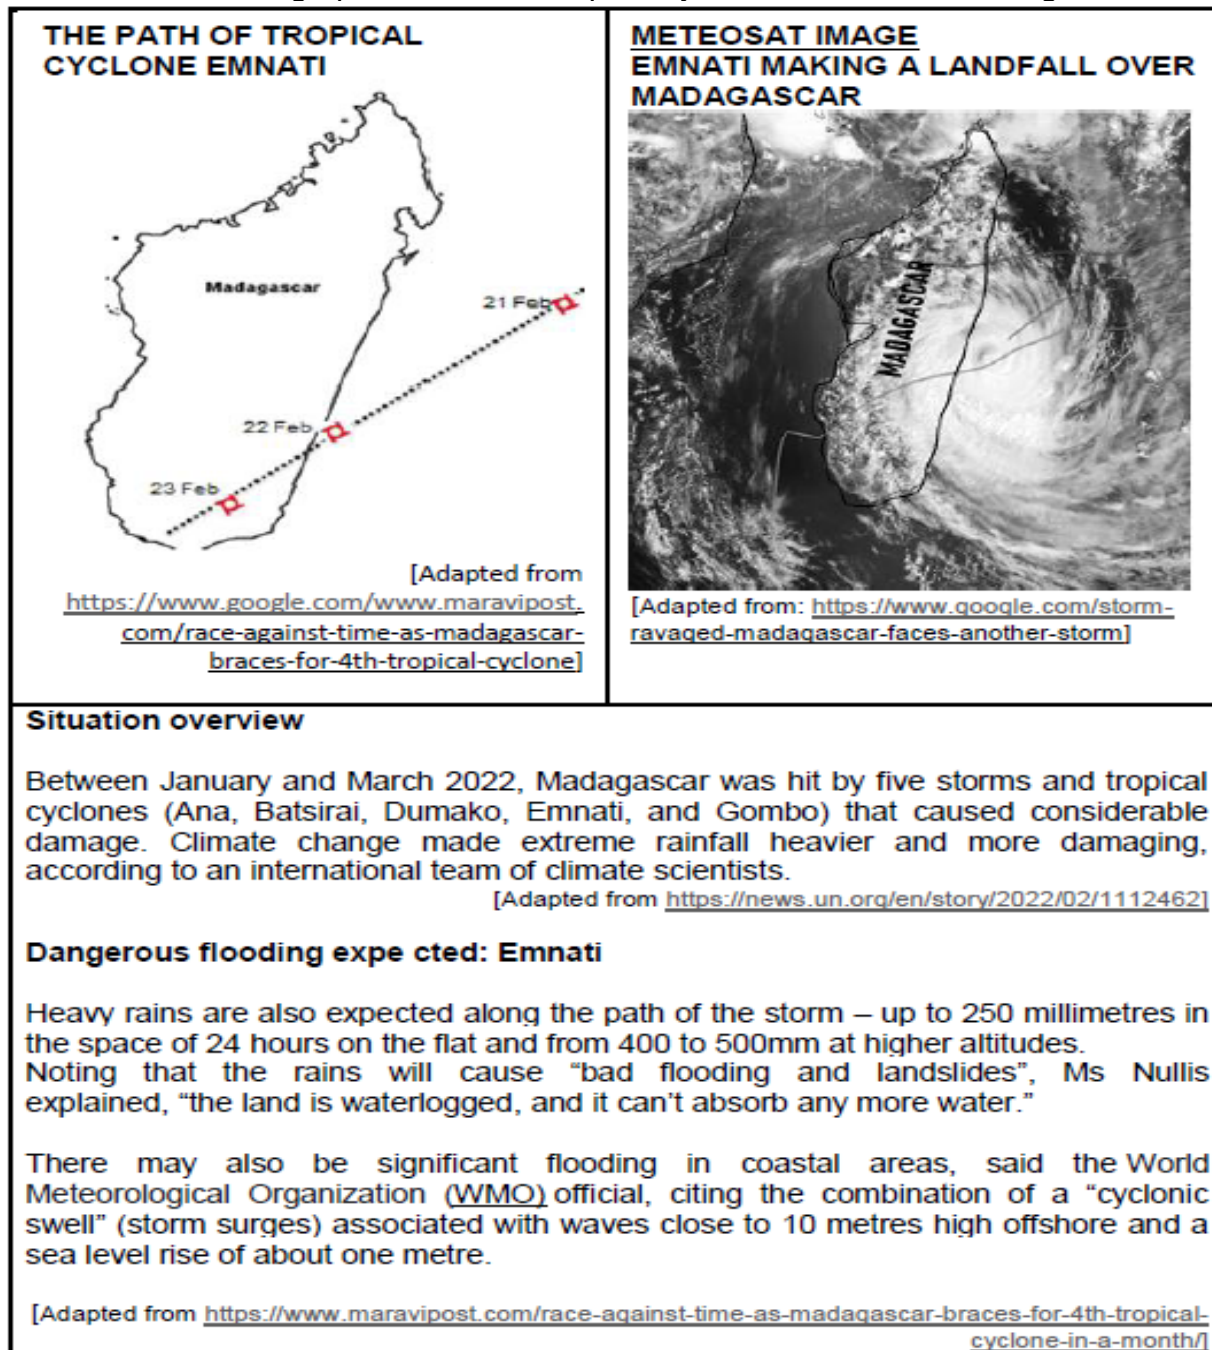 THE PATH OF TROPICAL
CYCLONE EMNATI
Madagascar
21 Feb
22 Feb
23 Feb
[Adapted from
https://www.google.com/www.maravipost.
com/race-against-time-as-madagascar-
braces-for-4th-tropical-cyclone]
METEOSAT IMAGE
EMNATI MAKING A LANDFALL OVER
MADAGASCAR
MADAGASCAR
[Adapted from: https://www.google.com/storm-
ravaged-madagascar-faces-another-storm]
Situation overview
Between January and March 2022, Madagascar was hit by five storms and tropical
cyclones (Ana, Batsirai, Dumako, Emnati, and Gombo) that caused considerable
damage. Climate change made extreme rainfall heavier and more damaging,
according to an international team of climate scientists.
[Adapted from https://news.un.org/en/story/2022/02/1112462]
Dangerous flooding expe cted: Emnati
Heavy rains are also expected along the path of the storm – up to 250 millimetres in
the space of 24 hours on the flat and from 400 to 500mm at higher altitudes.
Noting that the rains will cause “bad flooding and landslides”, Ms Nullis
explained, “the land is waterlogged, and it can’t absorb any more water.”
There may also be significant flooding in coastal areas, said the World
Meteorological Organization (WMO) official, citing the combination of a “cyclonic
swell” (storm surges) associated with waves close to 10 metres high offshore and a
sea level rise of about one metre.
[Adapted from https://www.maravipost.com/race-against-time-as-madagascar-braces-for-4th-tropical-
cyclone-in-a-month/]